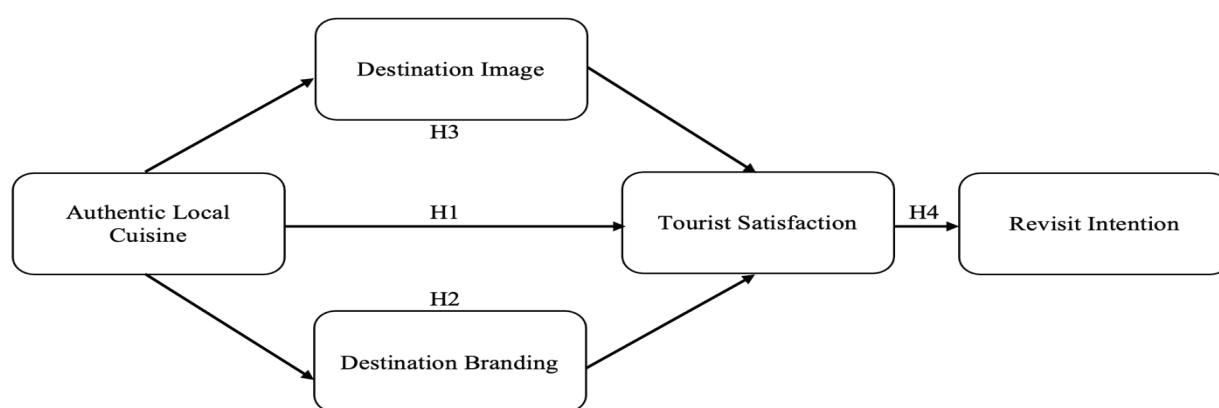 Destination Image
H3
Authentic Local
Cuisine
H1
Tourist Satisfaction
H4
Revisit Intention
H2
Destination Branding